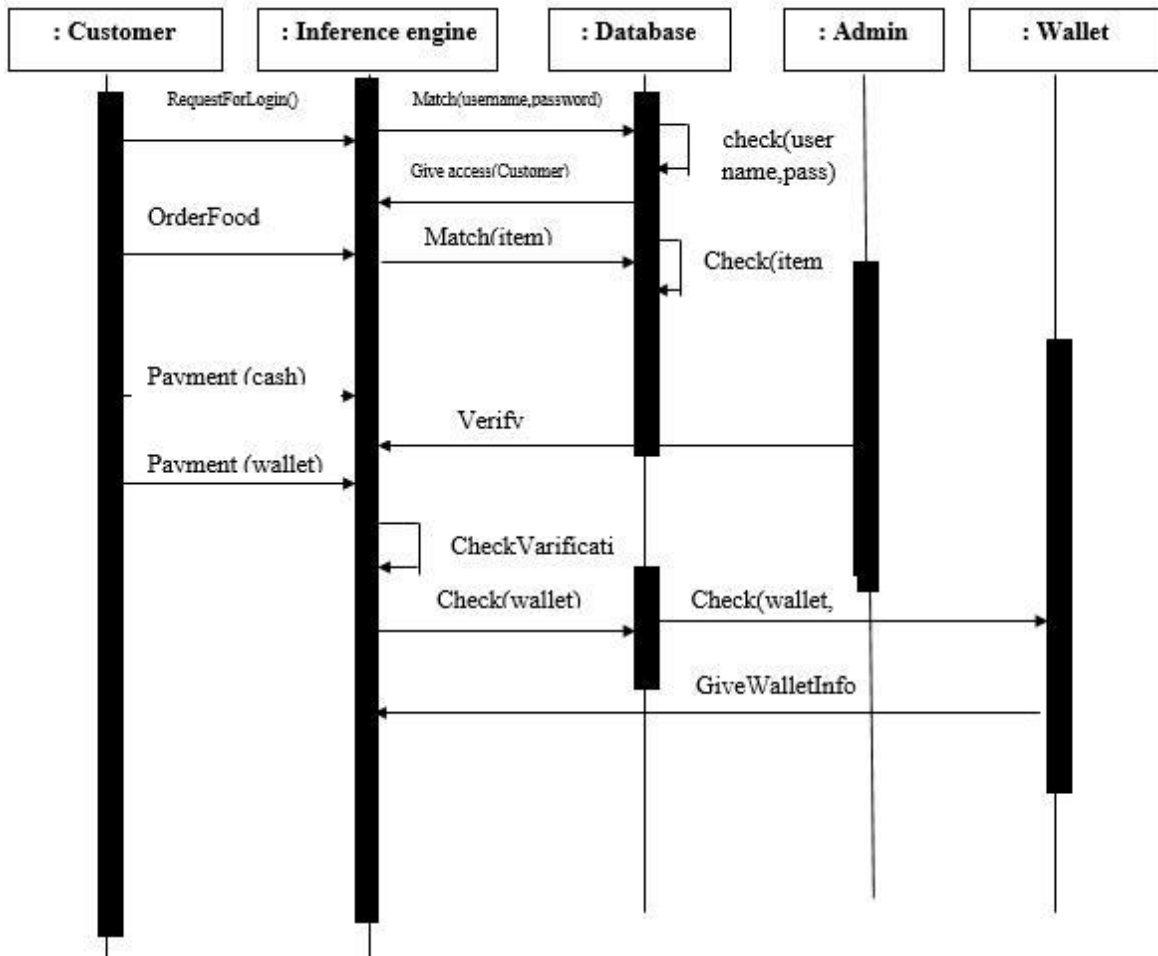 : Customer
: Inference engine
: Database
: Admin
: Wallet
RequestForLogin()
Match(username,password)
check(user
name,pass)
Give access(Customer)
OrderFood
Match(item)
Check(item
Payment (cash)
Verify
Payment (wallet)
CheckVarificati
Check(wallet)
Check(wallet,
GiveWalletInfo